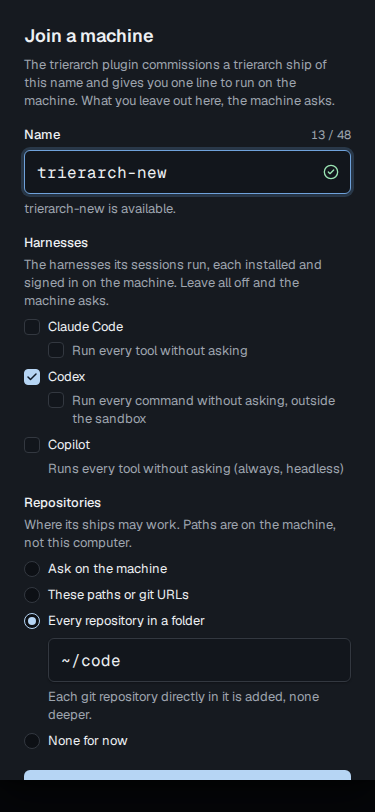 Join a machine
The trierarch plugin commissions a trierarch ship of
this name and gives you one line to run on the
machine. What you leave out here, the machine asks.
Name
13 / 48
trierarch-new
trierarch-new is available.
Harnesses
The harnesses its sessions run, each installed and
signed in on the machine. Leave all off and the
machine asks.
Claude Code
Run every tool without asking
Codex
Run every command without asking, outside
the sandbox
Copilot
Runs every tool without asking (always, headless)
Repositories
Where its ships may work. Paths are on the machine,
not this computer.
Ask on the machine
These paths or git URLs
Every repository in a folder
~/code
Each git repository directly in it is added, none
deeper.
None for now